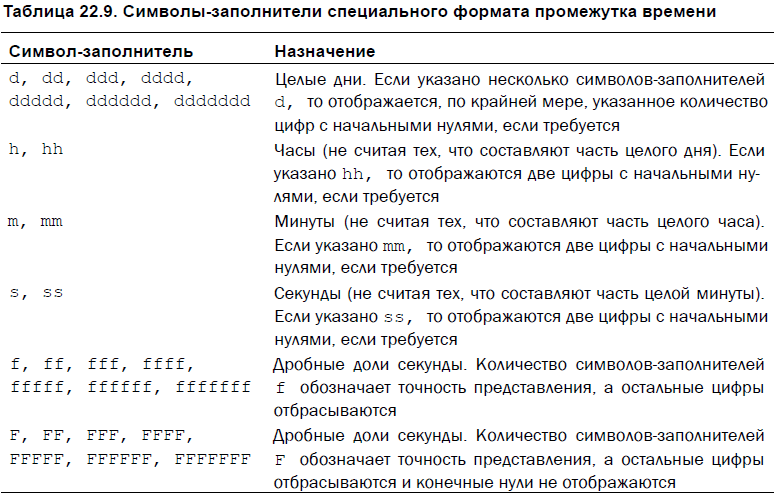 Таблица 22.9. Символы-заполнители специального формата промежутка времени
Символ-заполнитель Назначение
d, dd, ddd, dddd, Целые дни. Если указано несколько символов-заполнителей
ddddd, dddddd, ddddddd d, то отображается, по крайней мере, указанное количество
цифр с начальными нулями, если требуется
h, hh Часы (не считая тех, что составляют часть целого дня). Если
указано hh, то отображаются две цифры с начальными ну-
лями, если требуется
m, mm Минуты (не считая тех, что составляют часть целого часа).
Если указано mm, то отображаются две цифры с начальными
нулями, если требуется
s, ss Секунды (не считая тех, что составляют часть целой минуты).
Если указано ss, то отображаются две цифры с начальными
нулями, если требуется
f, ff, fff, ffff, Дробные доли секунды. Количество символов-заполнителей
fffff, ffffff, fffffff f обозначает точность представления, а остальные цифры
отбрасываются
F, FF, FFF, FFFF, Дробные доли секунды. Количество символов-заполнителей
FFFFF, FFFFFF, FFFFFFF F обозначает точность представления, а остальные цифры
отбрасываются и конечные нули не отображаются